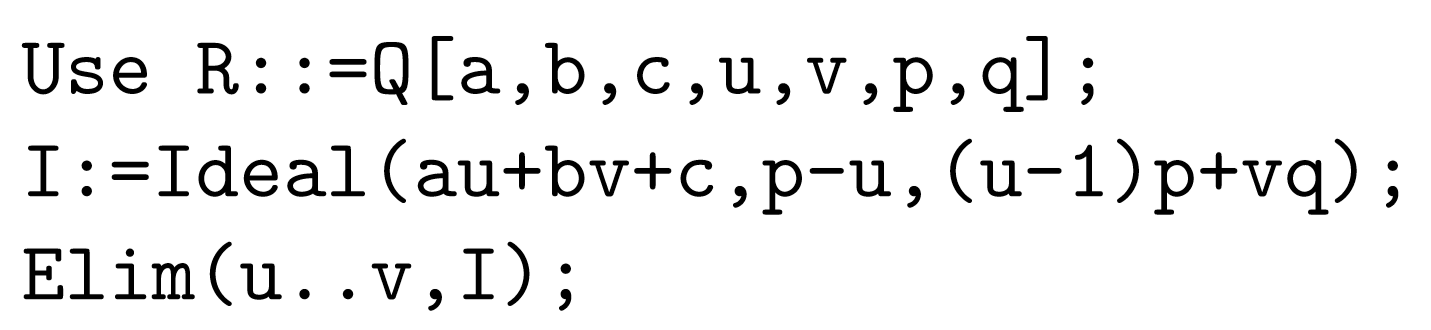 Use R::=Q[a,b,c,u,v,p,q];
I:=Ideal(au+bv+c,p-u,(u-1)p+vq);
Elim(u..v,I);